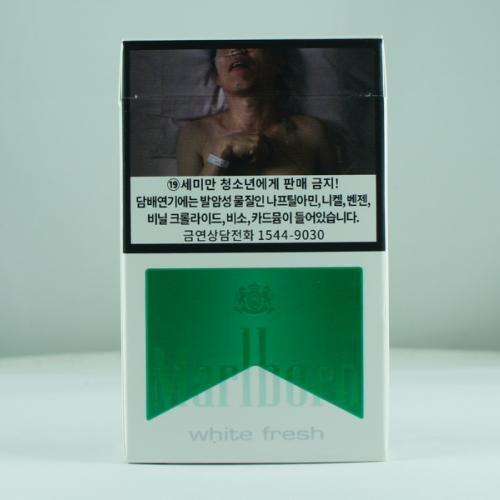 ⑲세미만 청소년에게 판매 금지!
담배연기에는 발암성 물질인 나프틸아민, 니켈, 벤젠,
비닐 크롤라이드, 비소, 카드뮴이 들어있습니다.
금연상담전화 1544-9030
Marlboro
white fresh